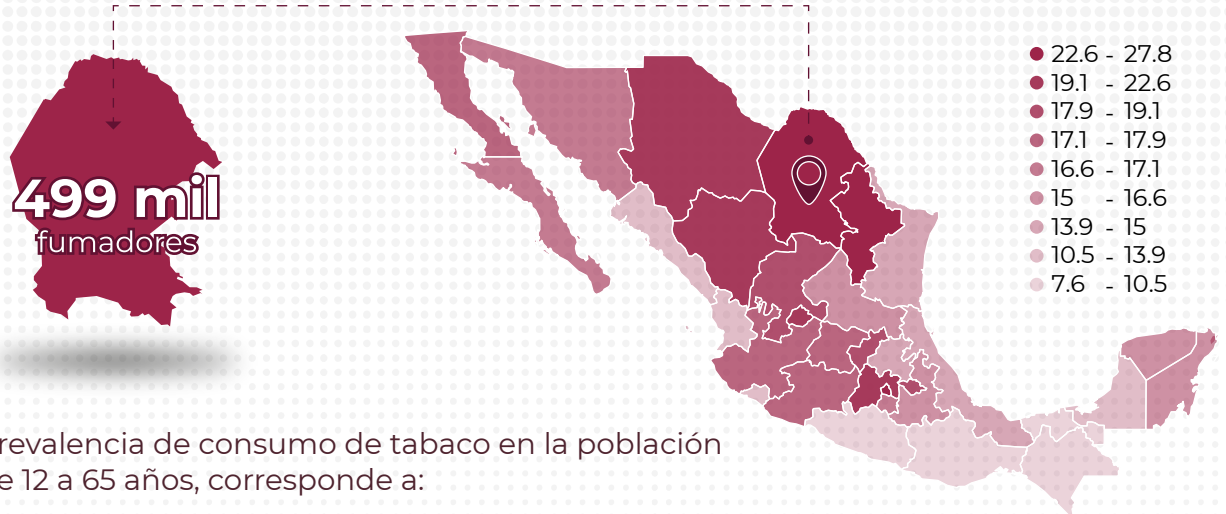 499 mil
fumadores
22.6 - 27.8
19.1 - 22.6
17.9 - 19.1
17.1 - 17.9
16.6 - 17.1
15 - 16.6
13.9 - 15
10.5 - 13.9
7.6 - 10.5
revalencia de consumo de tabaco en la población
e 12 a 65 años, corresponde a: